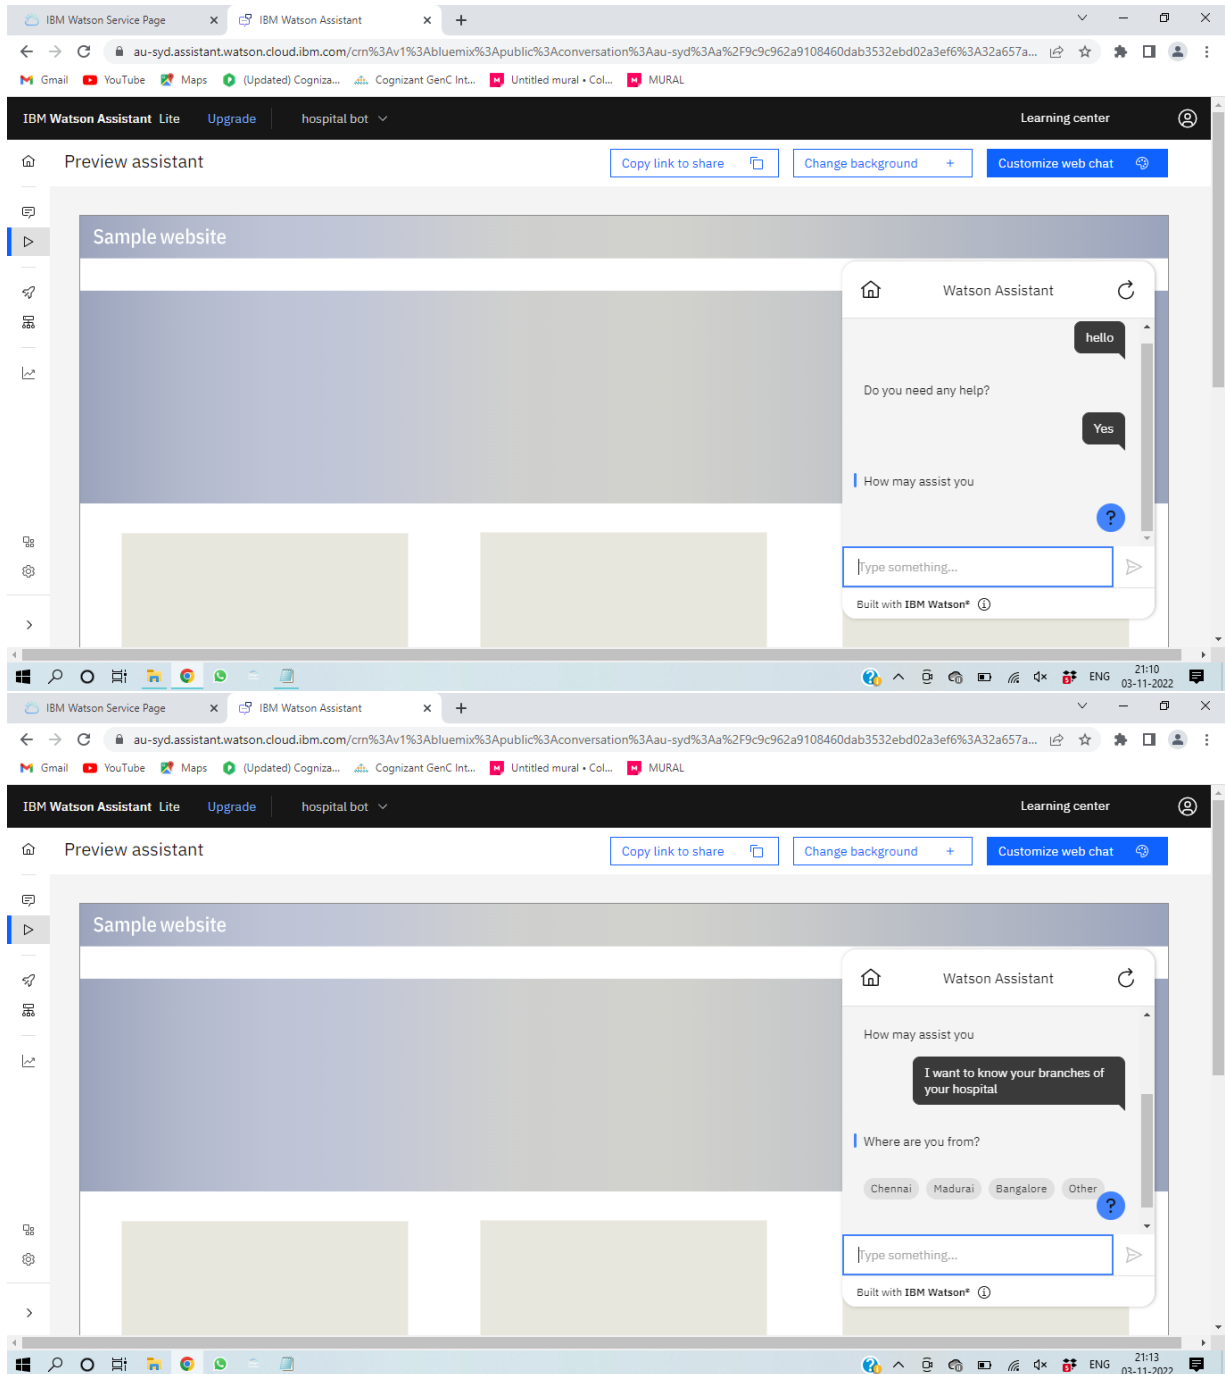 IBM Watson Service Page
IBM Watson Assistant
au-syd.assistant.watson.cloud.ibm.com/crn%3Av1%3Abluemix%3Apublic%3Aconversation%3Aau-syd%3Aa%2F9c9c962a9108460dab3532ebd02a3ef6%3A32a657a...
Gmail YouTube Maps (Updated) Cogniza... Cognizant GenC Int... Untitled mural • Col... MURAL
IBM Watson Assistant Lite Upgrade hospital bot Learning center
Preview assistant Copy link to share Change background + Customize web chat
Sample website
Watson Assistant
hello
Do you need any help?
Yes
How may assist you
?
Type something...
Built with IBM Watson®
ENG 21:10
03-11-2022
IBM Watson Service Page
IBM Watson Assistant
au-syd.assistant.watson.cloud.ibm.com/crn%3Av1%3Abluemix%3Apublic%3Aconversation%3Aau-syd%3Aa%2F9c9c962a9108460dab3532ebd02a3ef6%3A32a657a...
Gmail YouTube Maps (Updated) Cogniza... Cognizant GenC Int... Untitled mural • Col... MURAL
IBM Watson Assistant Lite Upgrade hospital bot Learning center
Preview assistant Copy link to share Change background + Customize web chat
Sample website
Watson Assistant
How may assist you
I want to know your branches of
your hospital
Where are you from?
Chennai Madurai Bangalore Other
?
Type something...
Built with IBM Watson®
ENG 21:13
03-11-2022